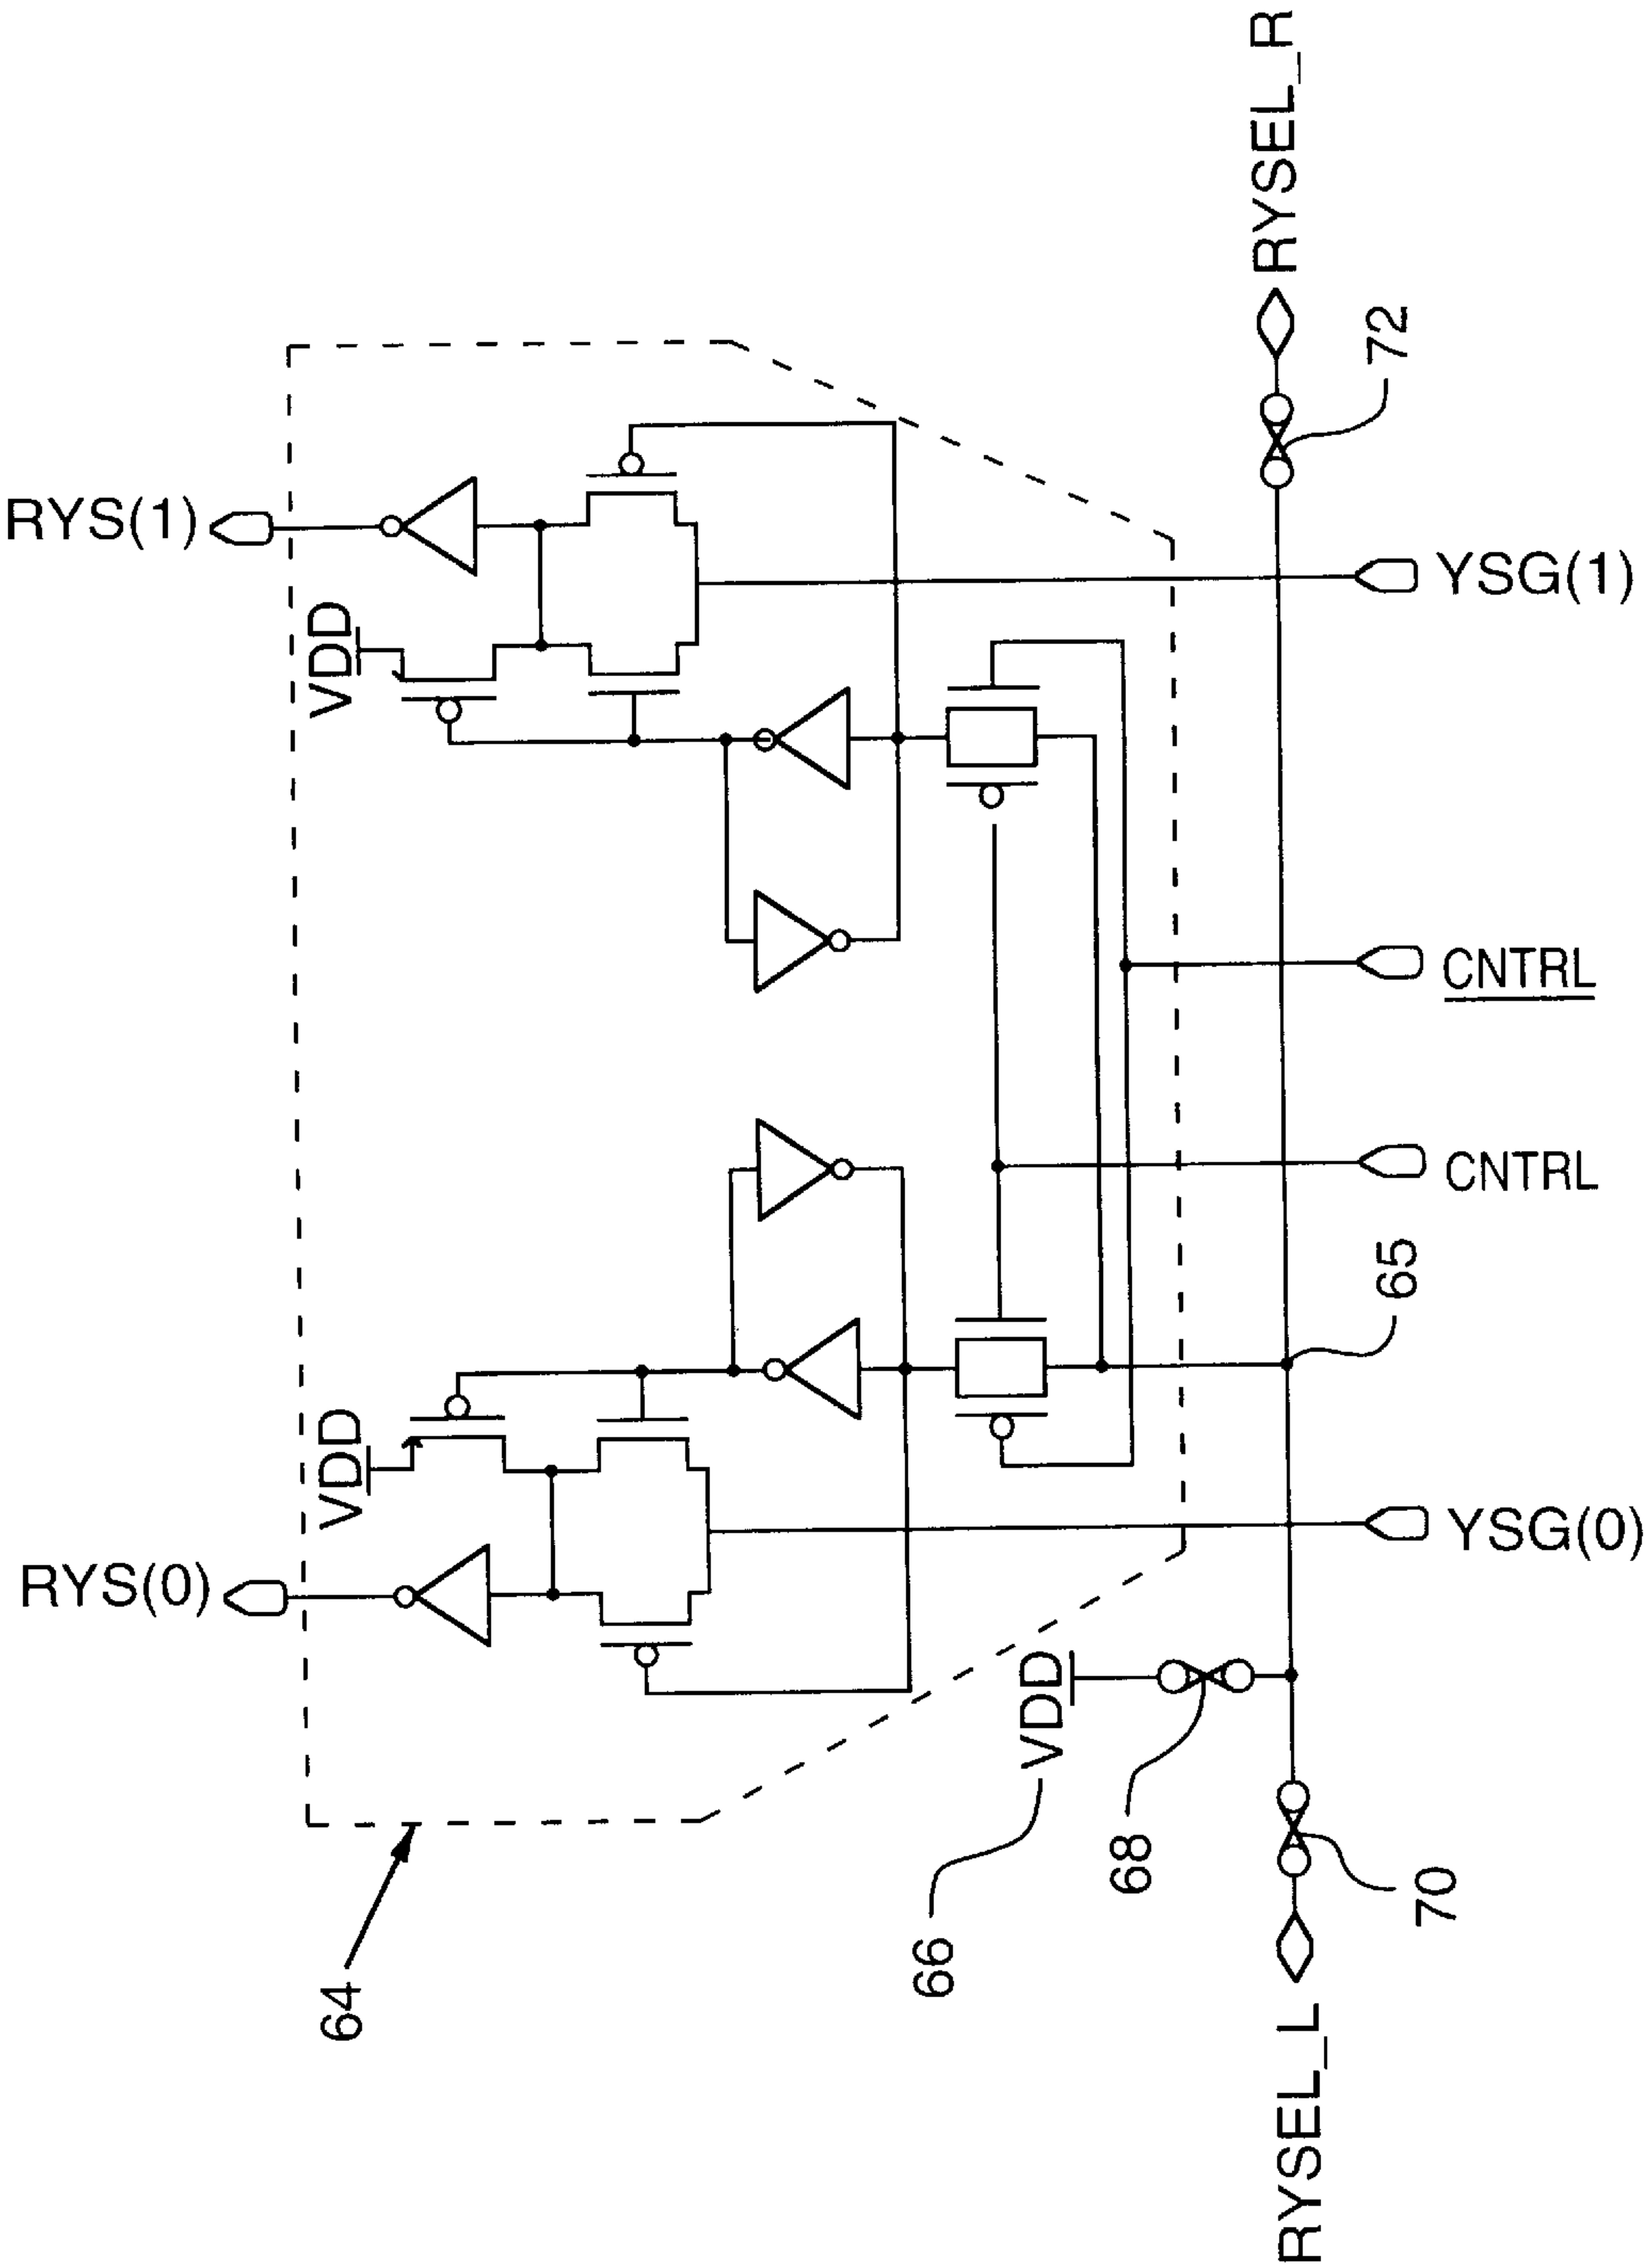 RYS(0)
RYS(1)
VDD
VDD
64
66
VDD
68
70
65
72
RYSEL_L
RYSEL_R
YSG(0)
CNTRL
CNTRL
YSG(1)